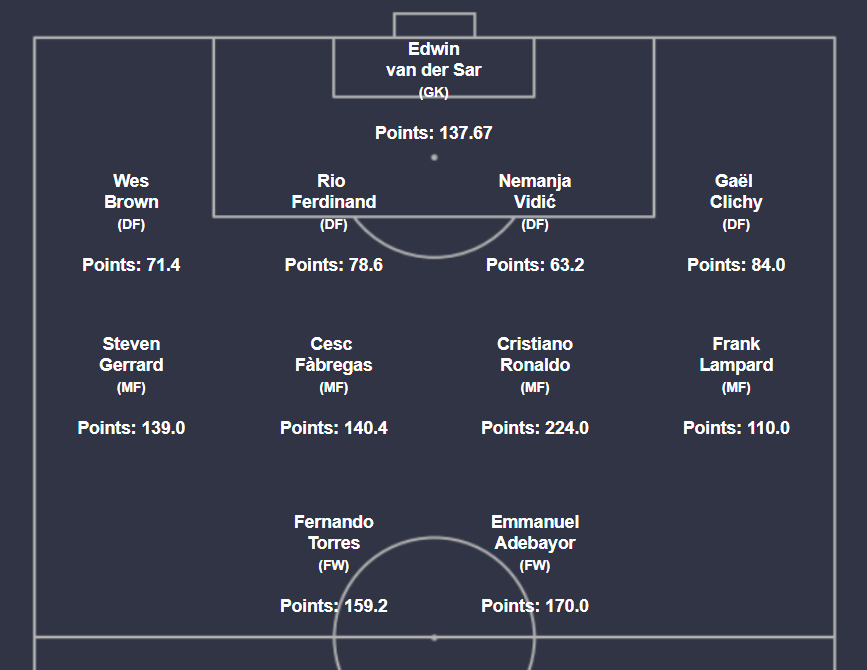 Edwin
van der Sar
(GK)
Points: 137.67
Wes
Brown
(DF)
Points: 71.4
Rio
Ferdinand
(DF)
Points: 78.6
Nemanja
Vidić
(DF)
Points: 63.2
Gaël
Clichy
(DF)
Points: 84.0
Steven
Gerrard
(MF)
Points: 139.0
Cesc
Fàbregas
(MF)
Points: 140.4
Cristiano
Ronaldo
(MF)
Points: 224.0
Frank
Lampard
(MF)
Points: 110.0
Fernando
Torres
(FW)
Points: 159.2
Emmanuel
Adebayor
(FW)
Points: 170.0